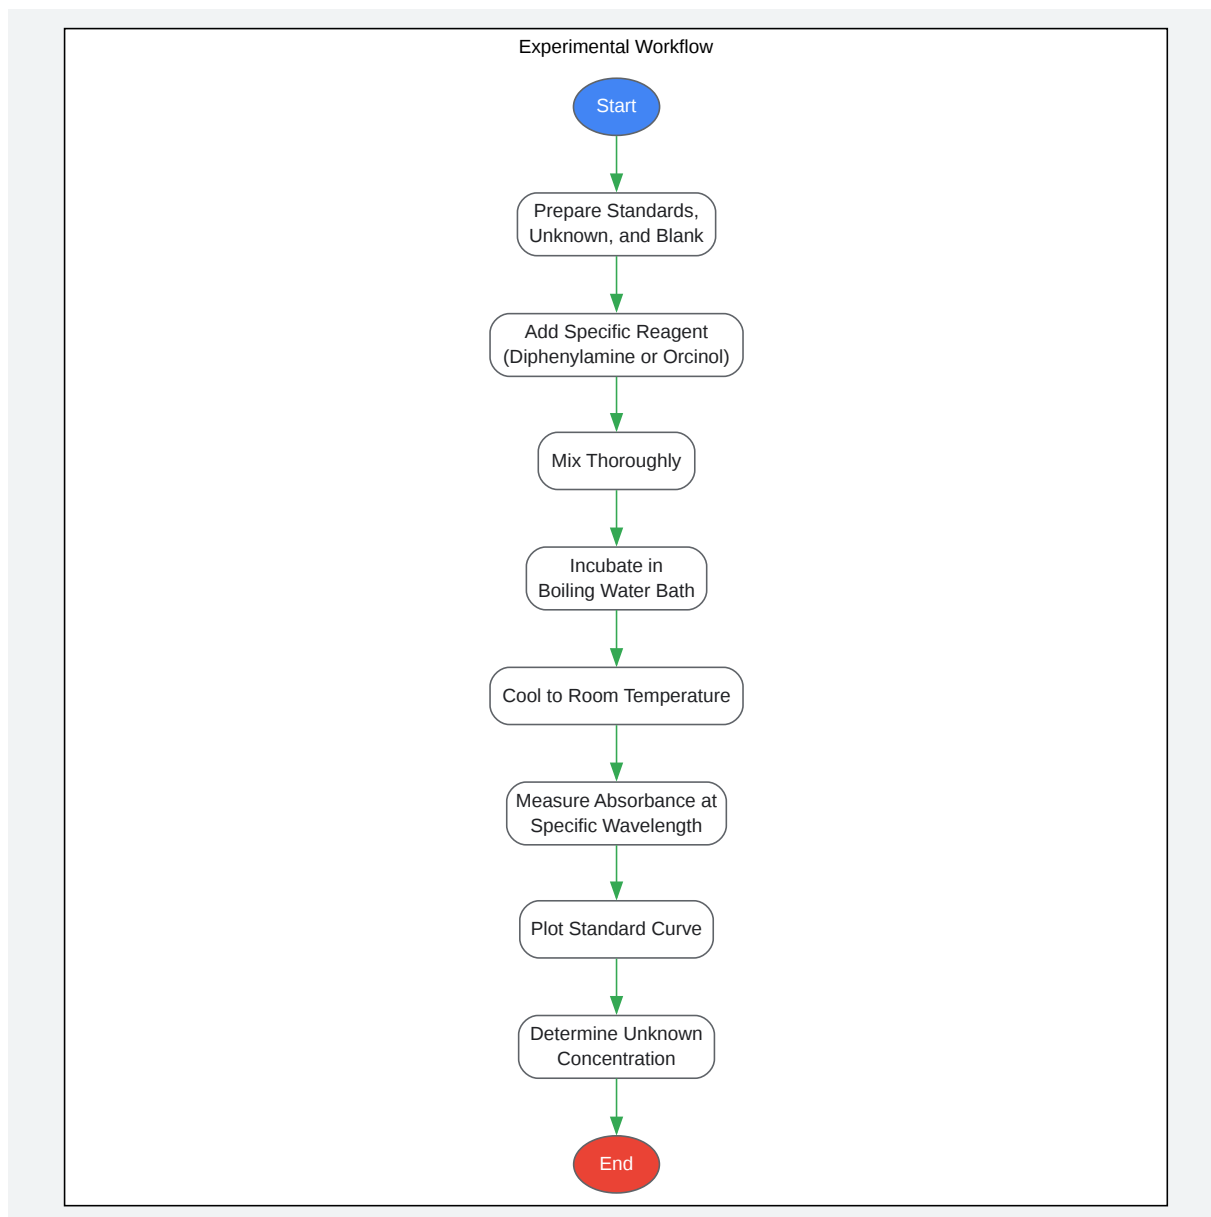 Experimental Workflow
Start
Prepare Standards,
Unknown, and Blank
Add Specific Reagent
(Diphenylamine or Orcinol)
Mix Thoroughly
Incubate in
Boiling Water Bath
Cool to Room Temperature
Measure Absorbance at
Specific Wavelength
Plot Standard Curve
Determine Unknown
Concentration
End